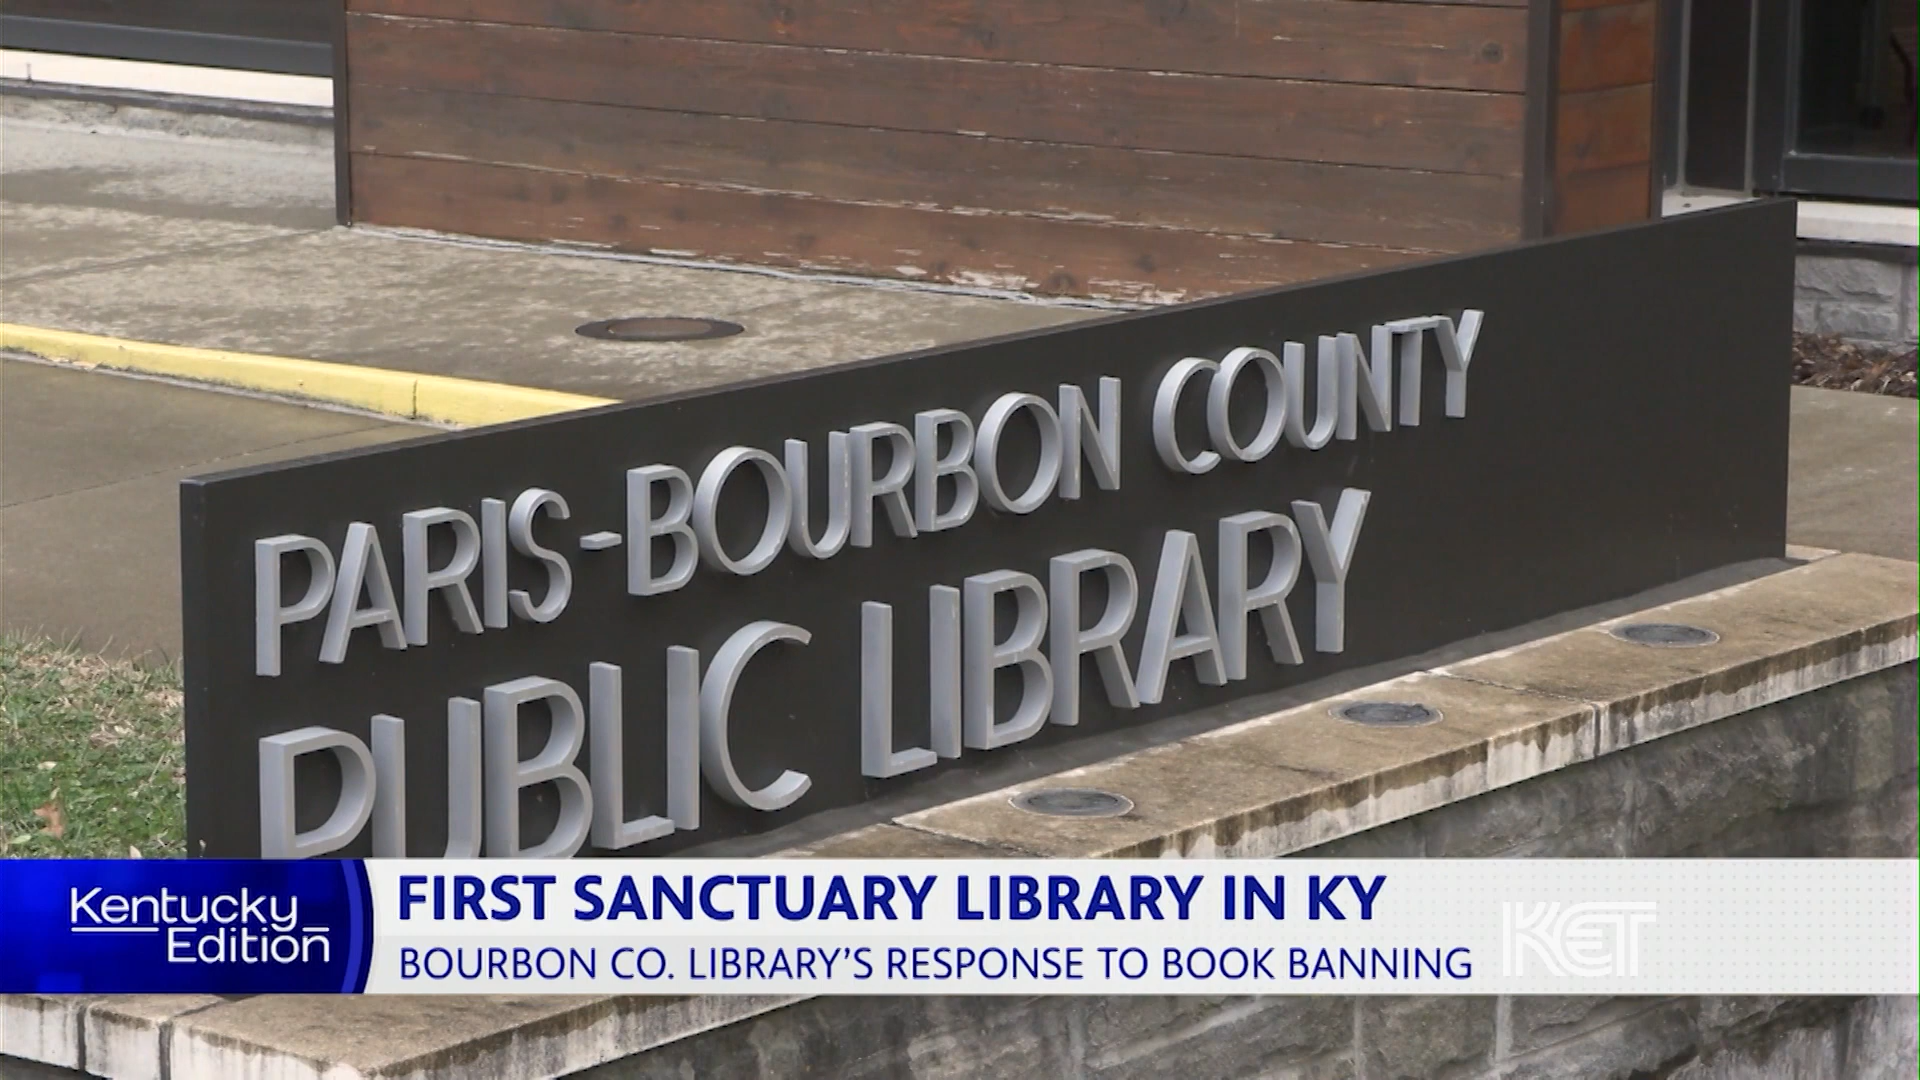 PARIS-BOURBON COUNTY
PUBLIC LIBRARY
Kentucky
Edition
FIRST SANCTUARY LIBRARY IN KY
BOURBON CO. LIBRARY'S RESPONSE TO BOOK BANNING
KET